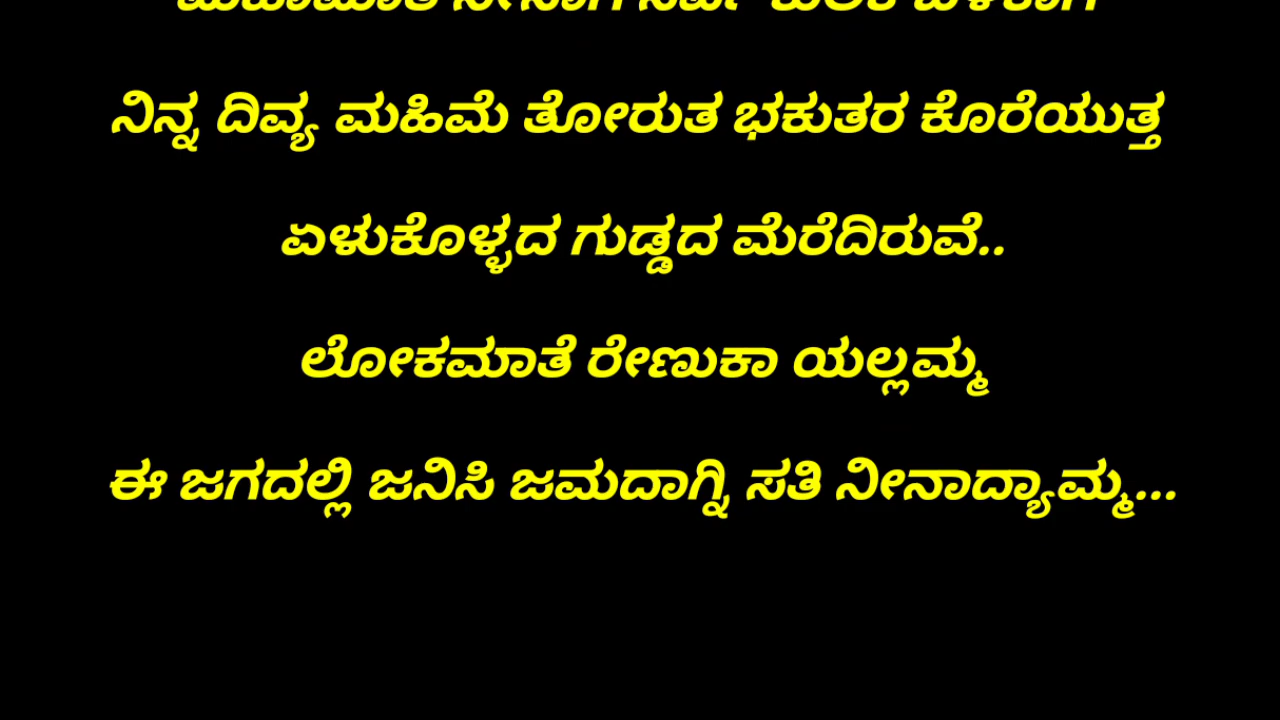 ನಿನ್ನ ದಿವ್ಯ ಮಹಿಮೆ ತೋರುತ ಭಕುತರ ಕೊರೆಯುತ್ತ
ಏಳುಕೊಳ್ಳದ ಗುಡ್ಡದ ಮೆರೆದಿರುವೆ..
ಲೋಕಮಾತೆ ರೇಣುಕಾ ಯಲ್ಲಮ್ಮ
ಈ ಜಗದಲ್ಲಿ ಜನಿಸಿ ಜಮದಾಗ್ನಿ ಸತಿ ನೀನಾದ್ಯಾಮ್ಮ...